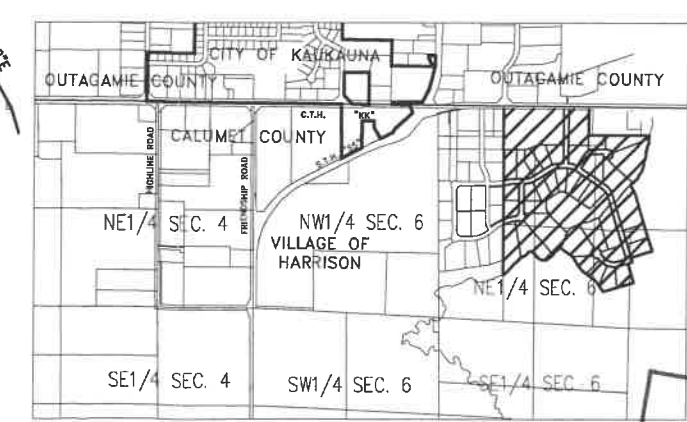 "E
CITY OF KAUKAUNA
OUTAGAMIE COUNTY
OUTAGAMIE COUNTY
C.T.H. "KK"
CALUMET COUNTY
S.T.H. "55"
HIGHLINE ROAD
FRIENDSHIP ROAD
NE1/4 SEC. 4
NW1/4 SEC. 6
VILLAGE OF
HARRISON
NE1/4 SEC. 6
SE1/4 SEC. 4
SW1/4 SEC. 6
SE1/4 SEC. 6